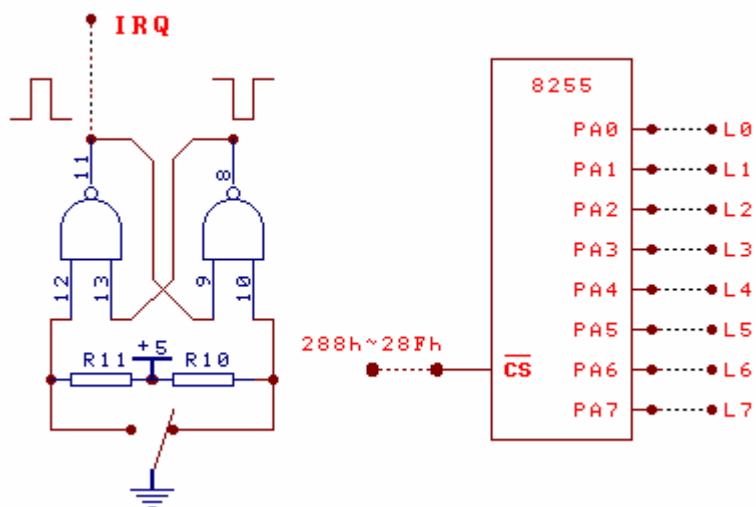 IRQ
8255
PA0 L0
PA1 L1
PA2 L2
PA3 L3
PA4 L4
PA5 L5
PA6 L6
PA7 L7
11
8
12
13
9
10
R11
+5
R10
288h~28Fh
CS